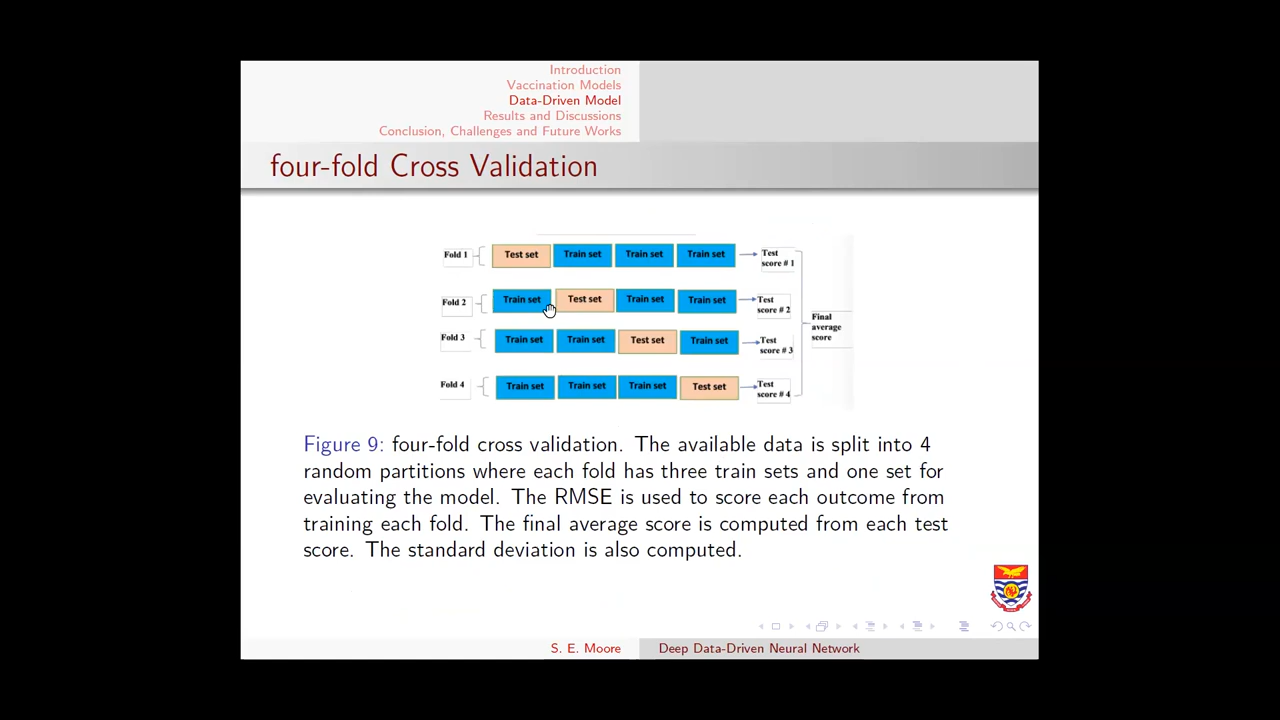 Introduction
Vaccination Models
Data-Driven Model
Results and Discussions
Conclusion, Challenges and Future Works
four-fold Cross Validation
Fold 1
Test set
Train set
Train set
Train set
Test
score # 1
Fold 2
Train set
Test set
Train set
Train set
Test
score # 2
Fold 3
Train set
Train set
Test set
Train set
Test
score # 3
Fold 4
Train set
Train set
Train set
Test set
Test
score # 4
Final
average
score
Figure 9: four-fold cross validation. The available data is split into 4
random partitions where each fold has three train sets and one set for
evaluating the model. The RMSE is used to score each outcome from
training each fold. The final average score is computed from each test
score. The standard deviation is also computed.
S. E. Moore
Deep Data-Driven Neural Network